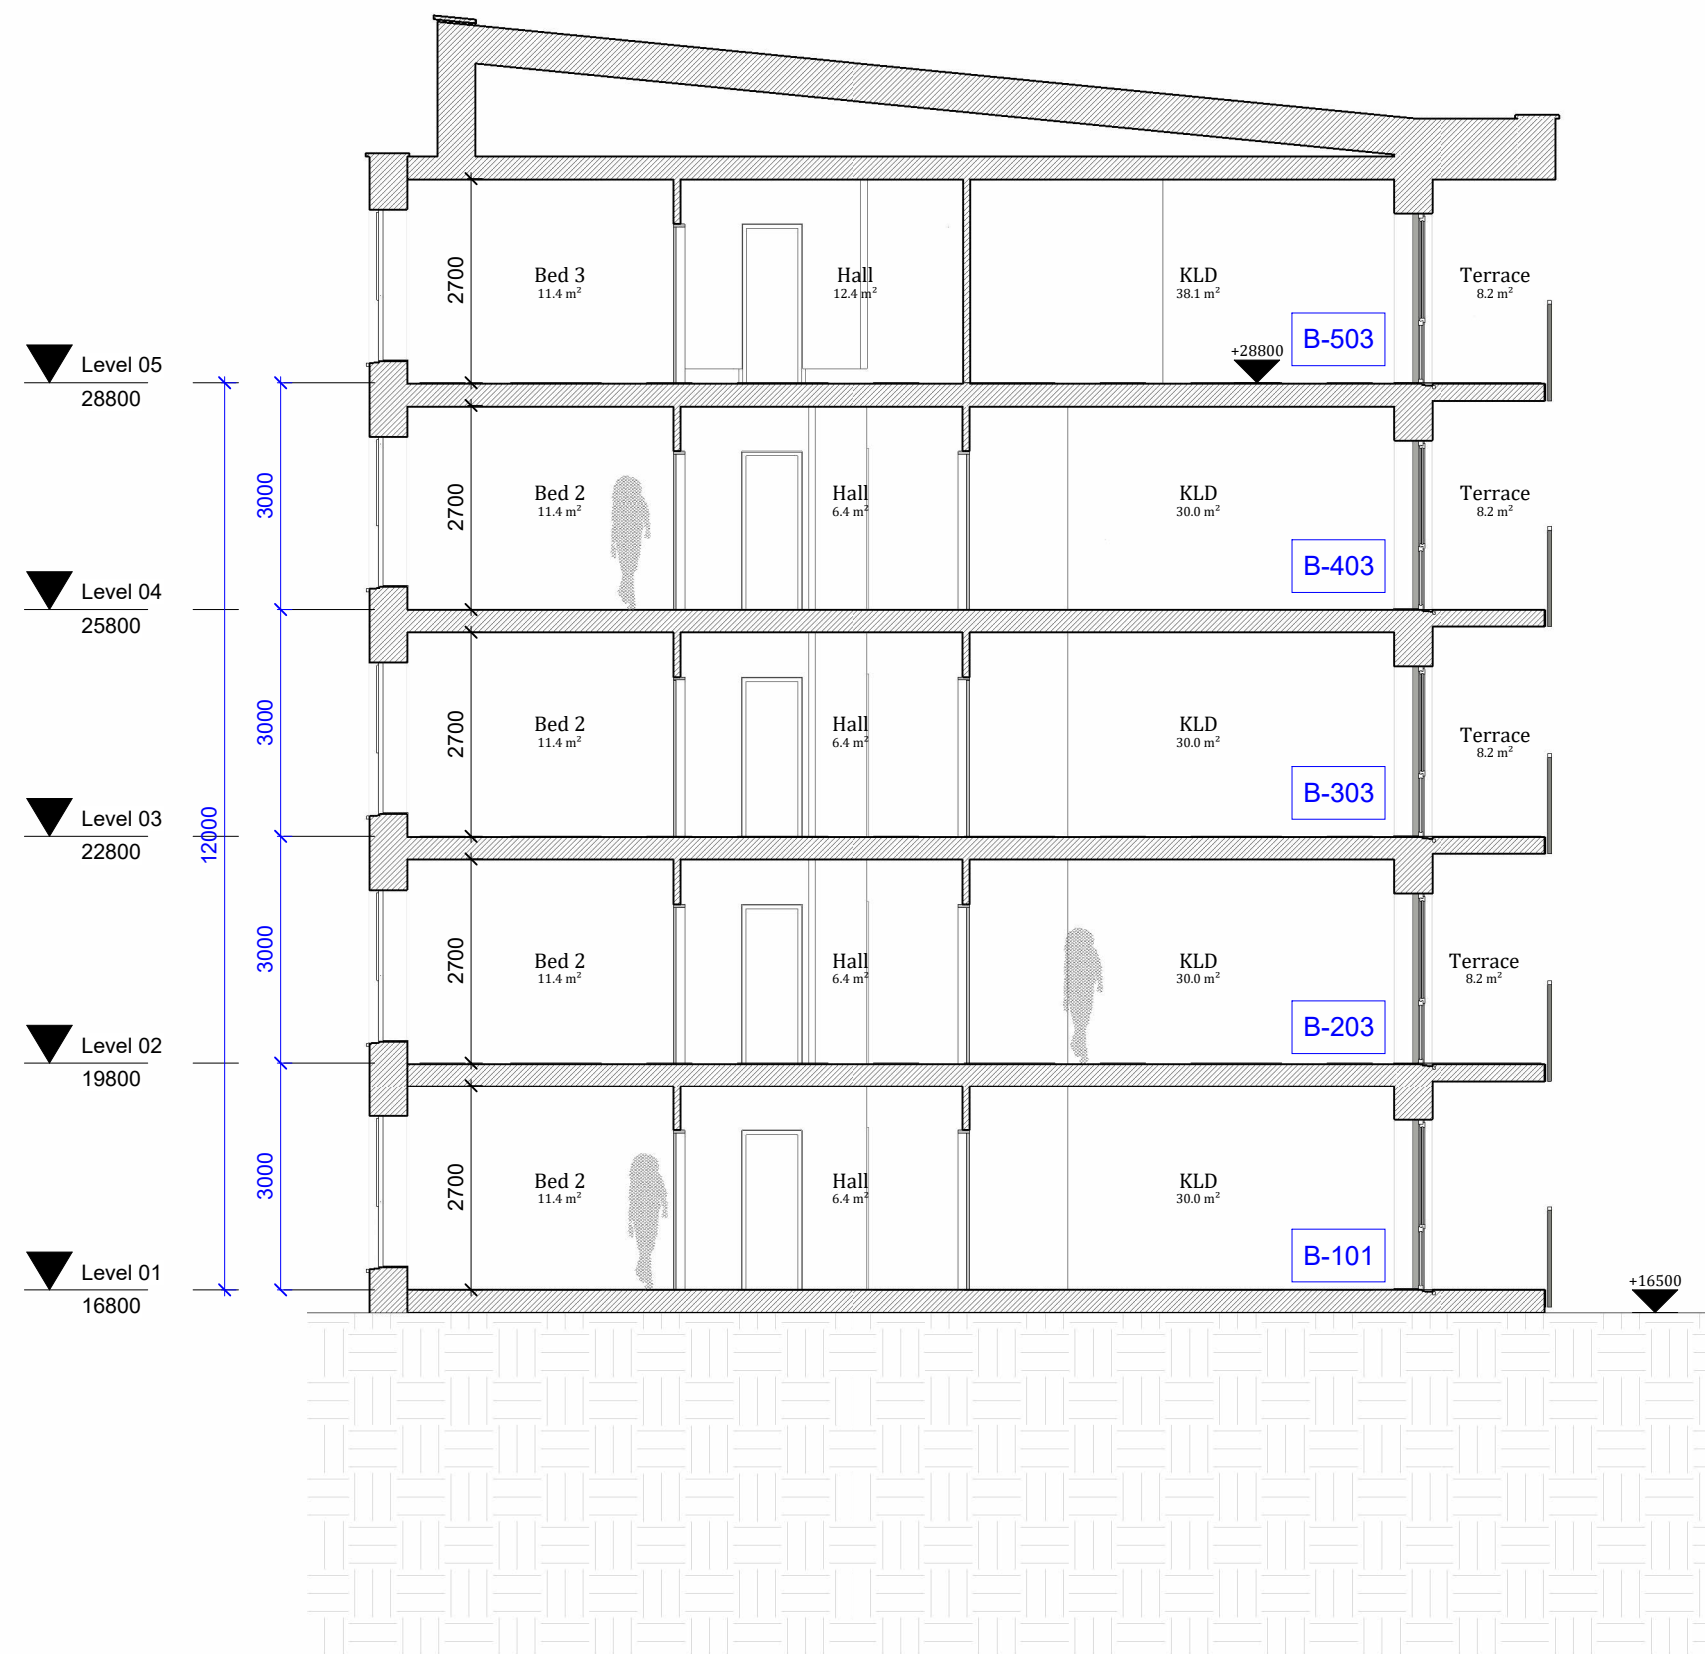 2700
Bed 3
11.4 m²
Hall
12.4 m²
KLD
38.1 m²
Terrace
8.2 m²
B-503
+28800
Level 05
28800
3000
2700
Bed 2
11.4 m²
Hall
6.4 m²
KLD
30.0 m²
Terrace
8.2 m²
B-403
Level 04
25800
3000
2700
Bed 2
11.4 m²
Hall
6.4 m²
KLD
30.0 m²
Terrace
8.2 m²
B-303
Level 03
22800
12000
3000
2700
Bed 2
11.4 m²
Hall
6.4 m²
KLD
30.0 m²
Terrace
8.2 m²
B-203
Level 02
19800
3000
2700
Bed 2
11.4 m²
Hall
6.4 m²
KLD
30.0 m²
B-101
Level 01
16800
+16500